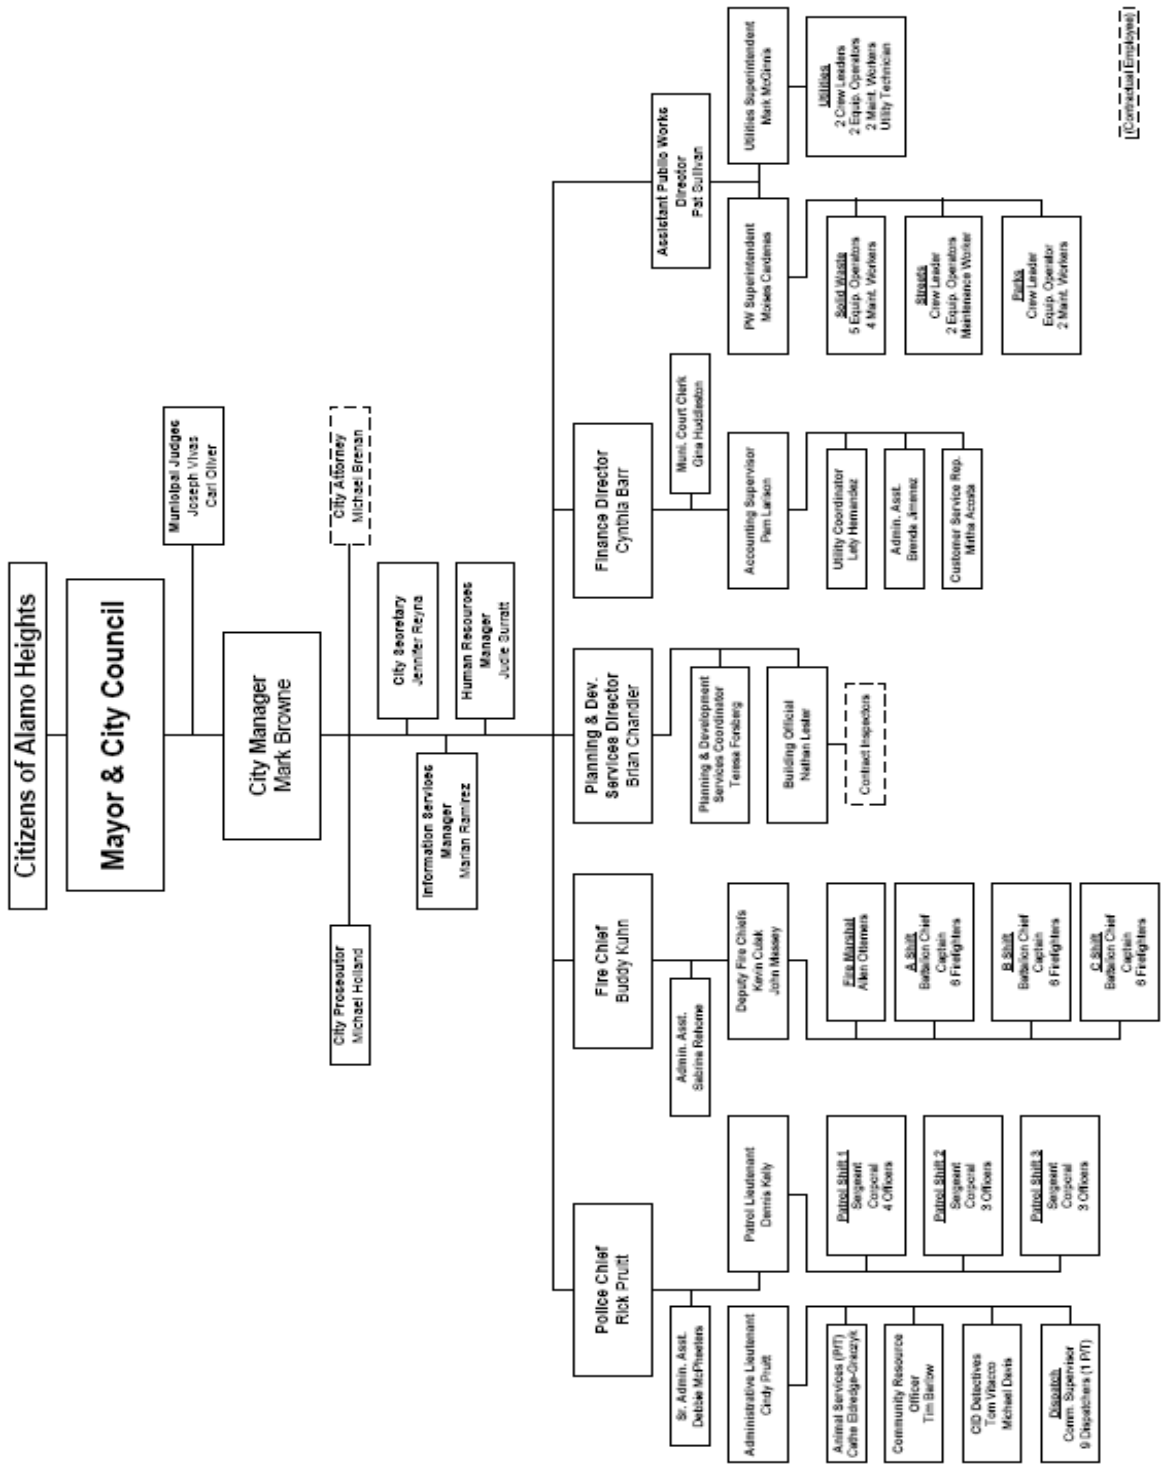 Citizens of Alamo Heights
Mayor & City Council
Municipal Judges
Joseph Vivas
Carl Oliver
City Manager
Mark Browne
City Prosecutor
Michael Holland
City Attorney
Michael Brenan
City Secretary
Jennifer Reyna
Information Services
Manager
Marian Ramirez
Human Resources
Manager
Judie Surratt
Police Chief
Rick Pruitt
Fire Chief
Buddy Kuhn
Planning & Dev.
Services Director
Brian Chandler
Finance Director
Cynthia Barr
Assistant Public Works
Director
Pat Sullivan
Sr. Admin. Asst.
Debbie McPheeters
Administrative Lieutenant
Cindy Pruitt
Animal Services (P/T)
Cathe Eldredge-Graczyk
Community Resource
Officer
Tim Barlow
CID Detectives
Tom Vitacco
Michael Davis
Dispatch
Comm. Supervisor
9 Dispatchers (1 P/T)
Patrol Lieutenant
Dennis Kelly
Patrol Shift 1
Sergeant
Corporal
4 Officers
Patrol Shift 2
Sergeant
Corporal
3 Officers
Patrol Shift 3
Sergeant
Corporal
3 Officers
Admin. Asst.
Sabrina Rehome
Deputy Fire Chiefs
Kevin Culak
John Massey
Fire Marshal
Allen Ottemers
A Shift
Battalion Chief
Captain
6 Firefighters
B Shift
Battalion Chief
Captain
6 Firefighters
C Shift
Battalion Chief
Captain
6 Firefighters
Planning & Development
Services Coordinator
Teresa Forsberg
Building Official
Nathan Lester
Contract Inspectors
Muni. Court Clerk
Gina Huddleston
Accounting Supervisor
Pam Larison
Utility Coordinator
Lety Hernandez
Admin. Asst.
Brenda Jimenez
Customer Service Rep.
Mirtha Acosta
PW Superintendent
Moises Cardenas
Solid Waste
5 Equip. Operators
4 Maint. Workers
Streets
Crew Leader
2 Equip. Operators
Maintenance Worker
Parks
Crew Leader
Equip. Operator
2 Maint. Workers
Utilities Superintendent
Mark McGinnis
Utilities
2 Crew Leaders
2 Equip. Operators
2 Maint. Workers
Utility Technician
(Contractual Employee)